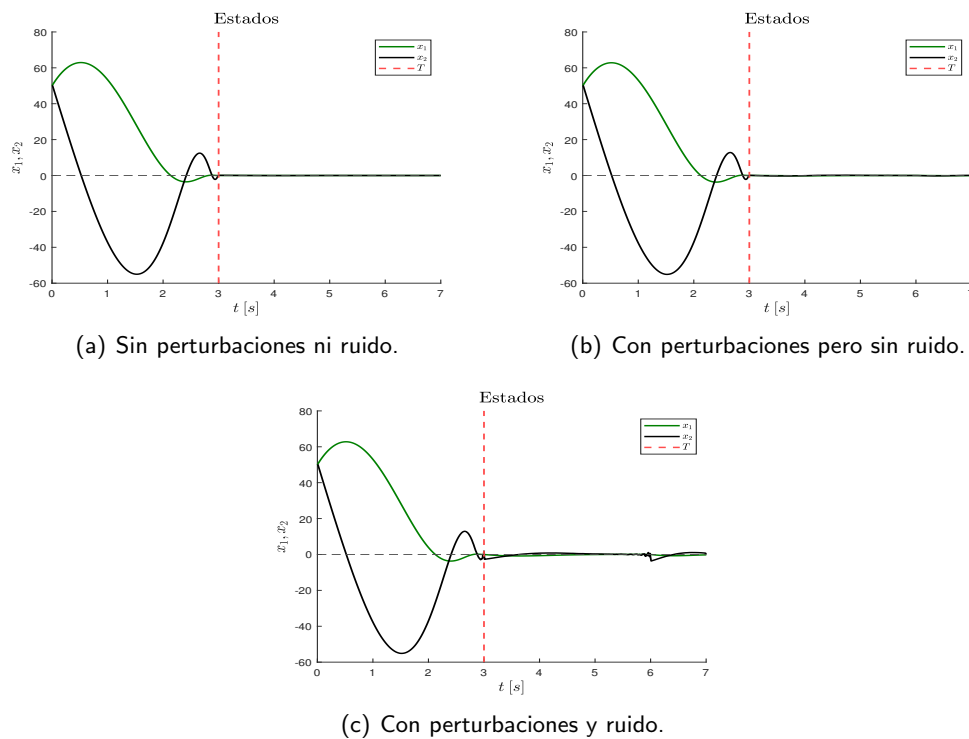 Estados
80
60
40
20
0
-20
-40
-60
x₁, x₂
x₁
x₂
T
0 1 2 3 4 5 6 7
t [s]
(a) Sin perturbaciones ni ruido.
Estados
80
60
40
20
0
-20
-40
-60
x₁, x₂
x₁
x₂
T
0 1 2 3 4 5 6 7
t [s]
(b) Con perturbaciones pero sin ruido.
Estados
80
60
40
20
0
-20
-40
-60
x₁, x₂
x₁
x₂
T
0 1 2 3 4 5 6 7
t [s]
(c) Con perturbaciones y ruido.